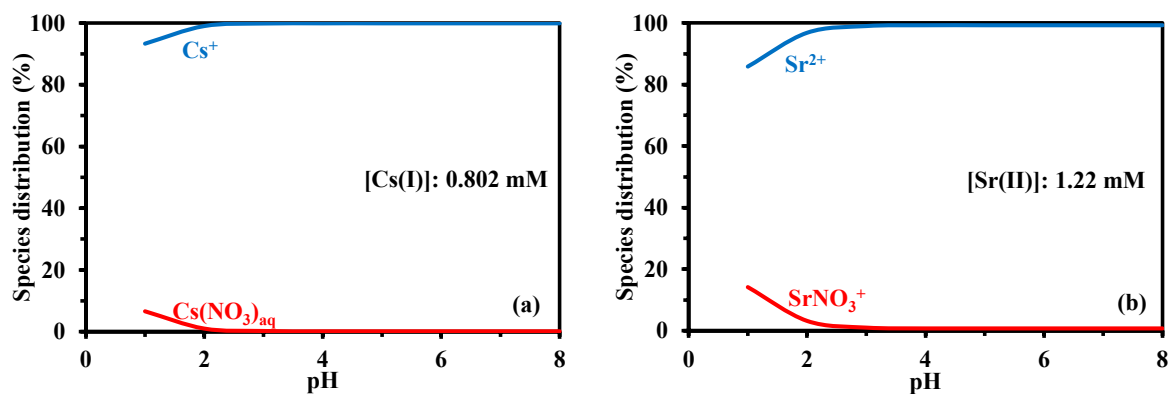 Species distribution (%)
100
80
60
40
20
0
Cs⁺
[Cs(I)]: 0.802 mM
Cs(NO₃)ₐq
(a)
0 2 4 6 8
pH
Species distribution (%)
100
80
60
40
20
0
Sr²⁺
[Sr(II)]: 1.22 mM
SrNO₃⁺
(b)
0 2 4 6 8
pH